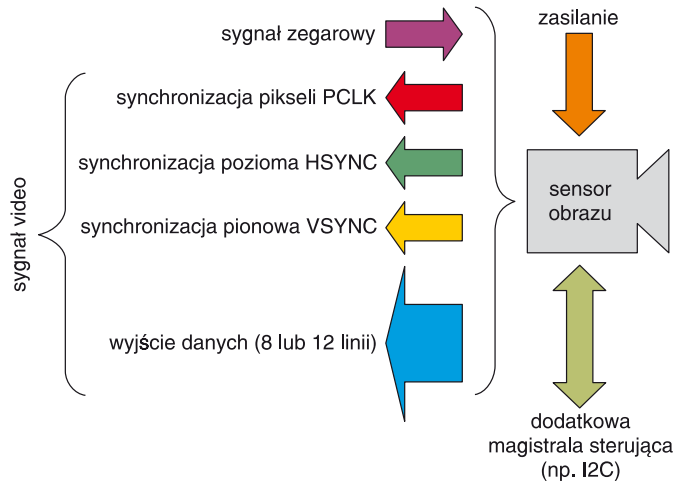 sygnał zegarowy
zasilanie
synchronizacja pikseli PCLK
synchronizacja pozioma HSYNC
synchronizacja pionowa VSYNC
wyjście danych (8 lub 12 linii)
sygnał video
sensor
obrazu
dodatkowa
magistrala sterująca
(np. I2C)